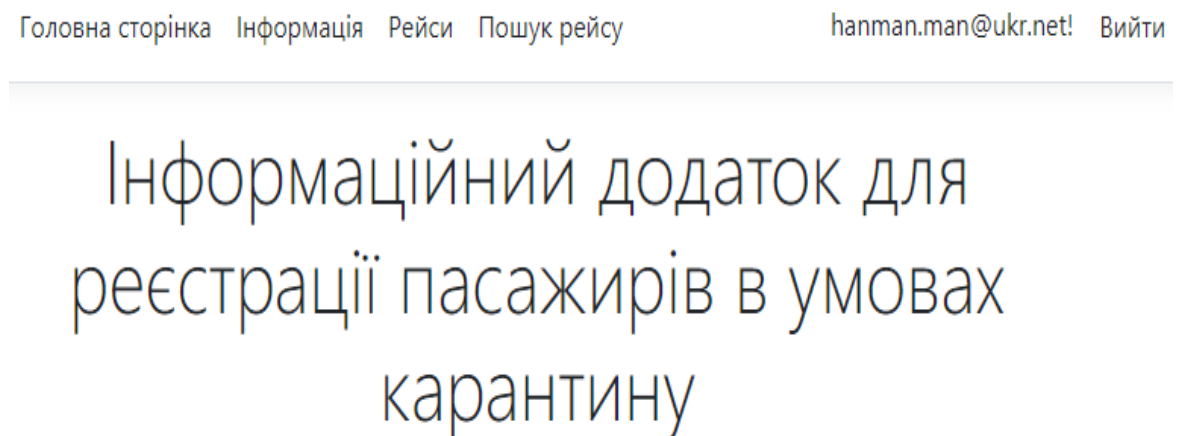 Головна сторінка Інформація Рейси Пошук рейсу hanman.man@ukr.net! Вийти
Інформаційний додаток для
реєстрації пасажирів в умовах
карантину